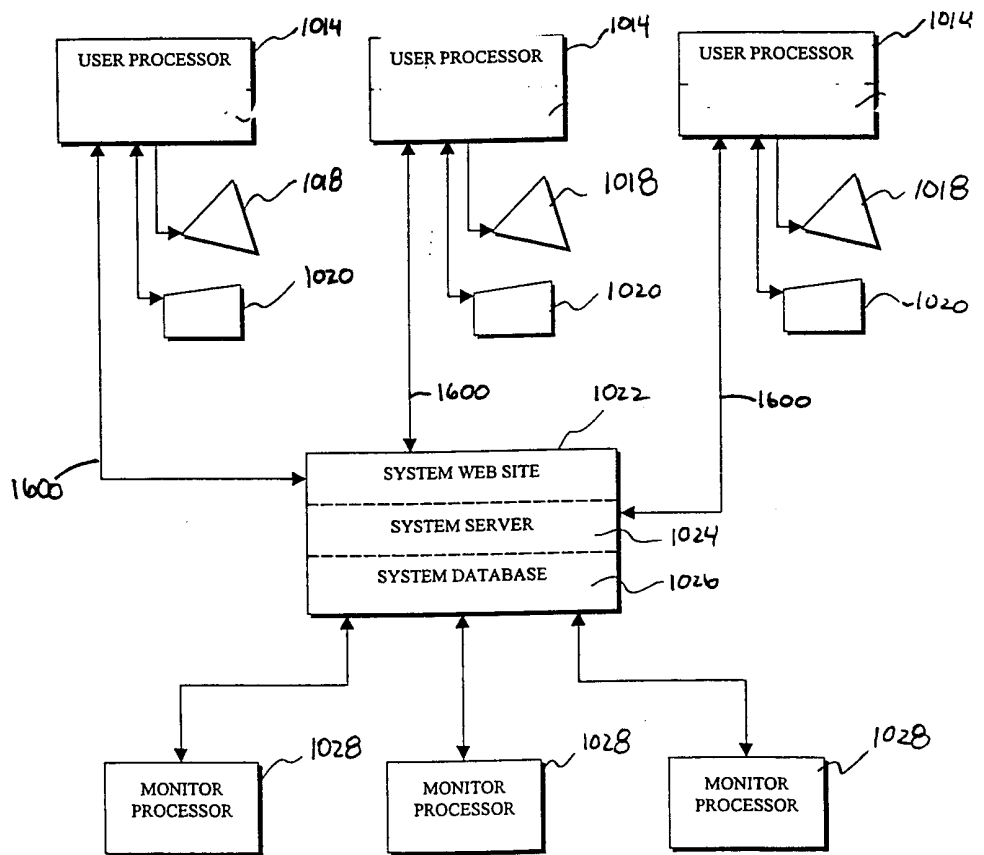 1014
1014
1014
USER PROCESSOR
USER PROCESSOR
USER PROCESSOR
1018
1018
1018
1020
1020
1020
1600
1022
1600
1600
SYSTEM WEB SITE
SYSTEM SERVER
1024
SYSTEM DATABASE
1026
1028
1028
1028
MONITOR
PROCESSOR
MONITOR
PROCESSOR
MONITOR
PROCESSOR